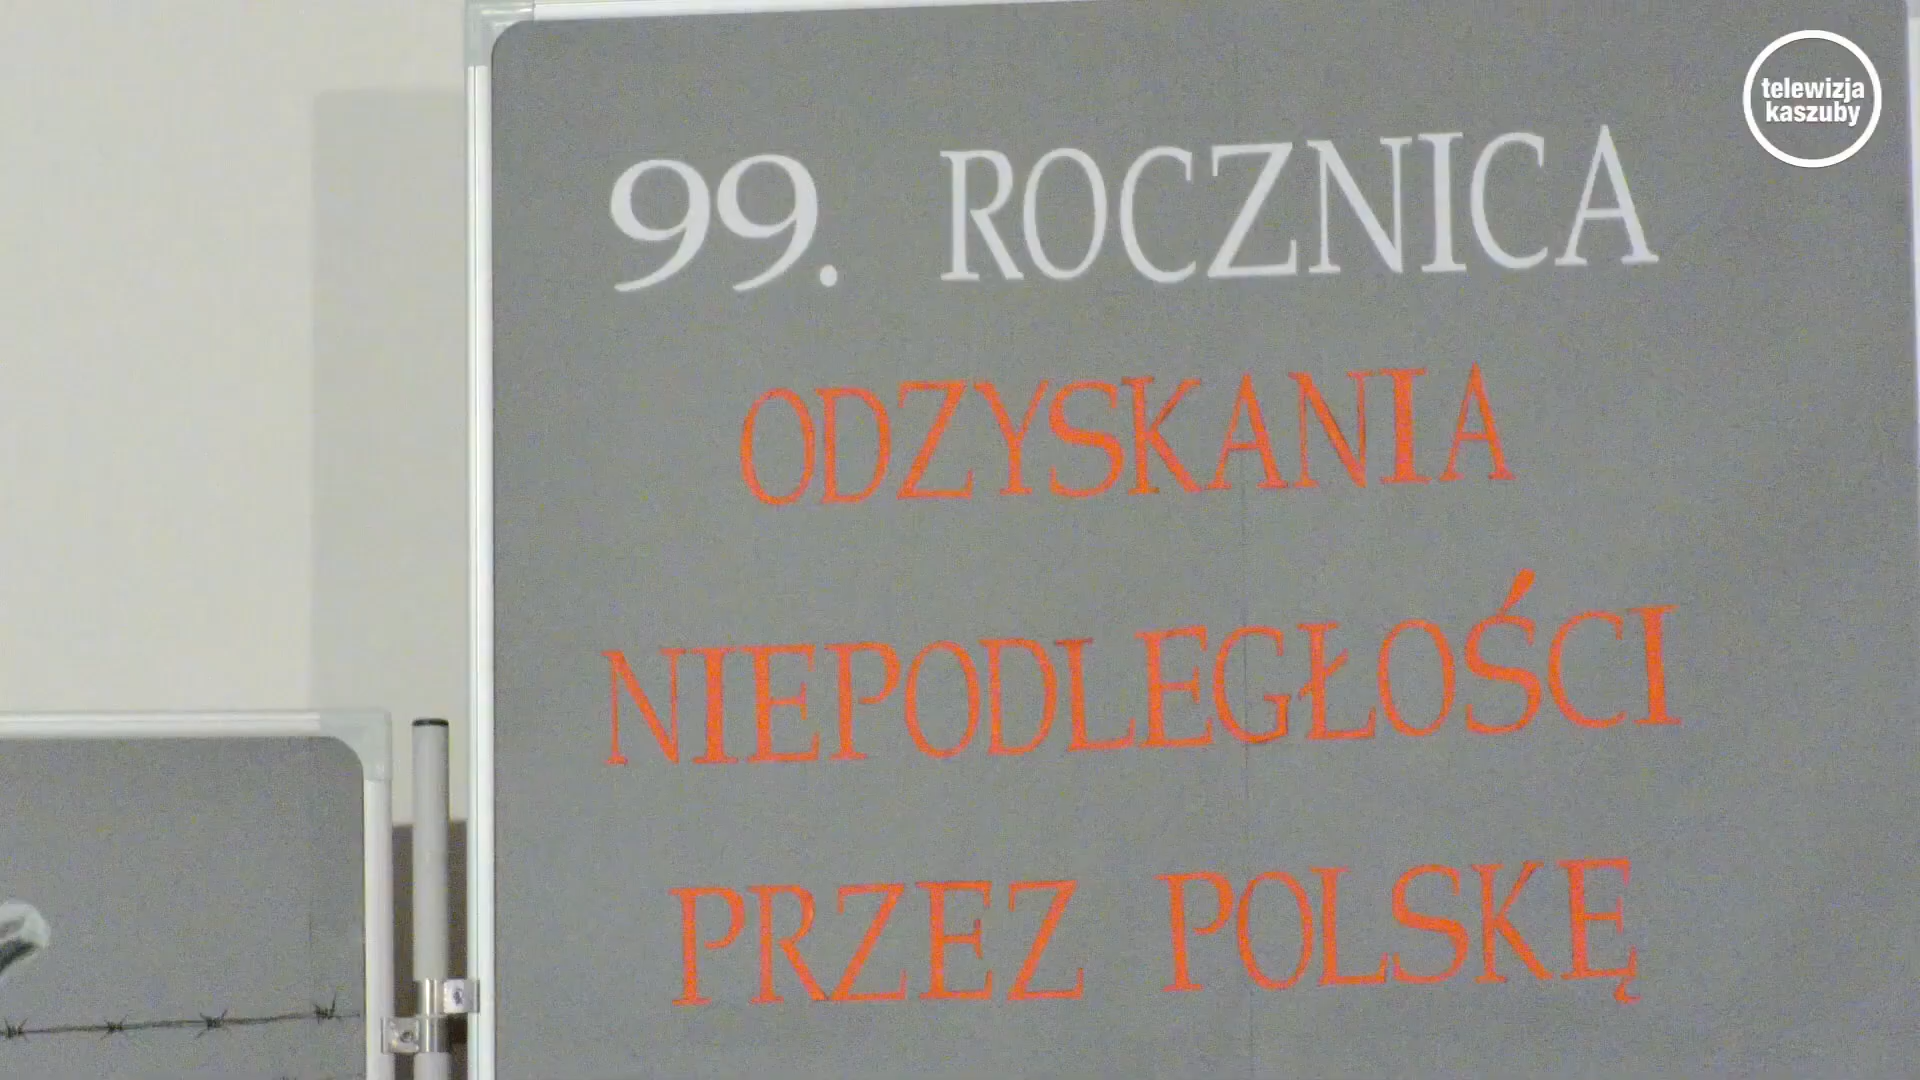 telewizja
kaszuby
99. ROCZNICA
ODZYSKANIA
NIEPODLEGŁOŚCI
PRZEZ POLSKĘ